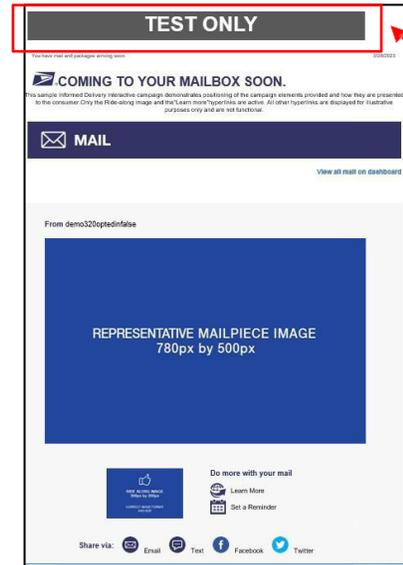 TEST ONLY
You have mail and packages arriving soon.
COMING TO YOUR MAILBOX SOON.
This sample Informed Delivery interactive campaign demonstrates positioning of the campaign elements provided and how they are presented
to the consumer.Only the Ride-along image and the"Learn more"hyperlinks are active. All other hyperlinks are displayed for illustrative
purposes only and are not functional.
MAIL
View all mail on dashboard
From demo320optedinfalse
REPRESENTATIVE MAILPIECE IMAGE
780px by 500px
RIDE ALONG IMAGE
Do more with your mail
Learn More
Set a Reminder
Share via: Email Text Facebook Twitter